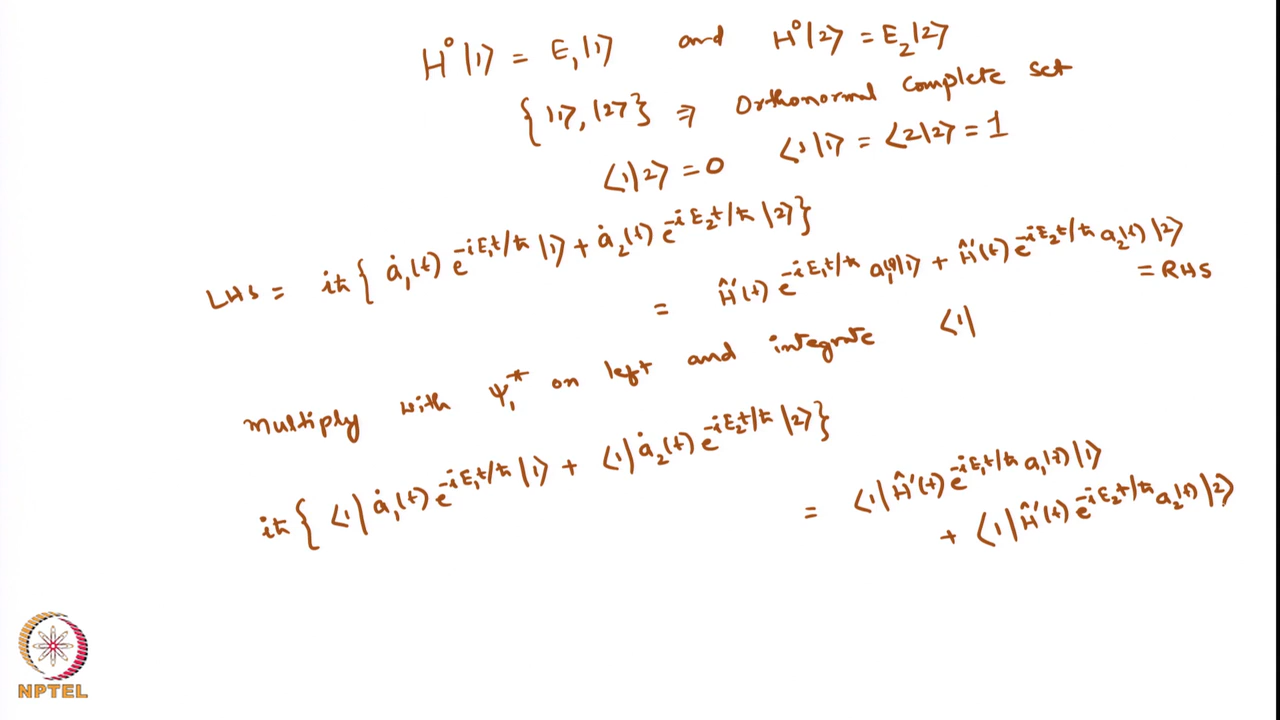 H⁰|1⟩ = E₁|1⟩ and H⁰|2⟩ = E₂|2⟩
{|1⟩, |2⟩} ⇒ Orthonormal complete set
⟨1|2⟩ = 0 ⟨1|1⟩ = ⟨2|2⟩ = 1
LHS = iħ{ ȧ₁(t) e^{-iE₁t/ħ} |1⟩ + ȧ₂(t) e^{-iE₂t/ħ} |2⟩}
= Ĥ'(t) e^{-iE₁t/ħ} a₁(t)|1⟩ + Ĥ'(t) e^{-iE₂t/ħ} a₂(t)|2⟩
= RHS
Multiply with ψ₁* on left and integrate ⟨1|
iħ{ ⟨1| ȧ₁(t) e^{-iE₁t/ħ} |1⟩ + ⟨1| ȧ₂(t) e^{-iE₂t/ħ} |2⟩}
= ⟨1| Ĥ'(t) e^{-iE₁t/ħ} a₁(t) |1⟩
+ ⟨1| Ĥ'(t) e^{-iE₂t/ħ} a₂(t) |2⟩
NPTEL